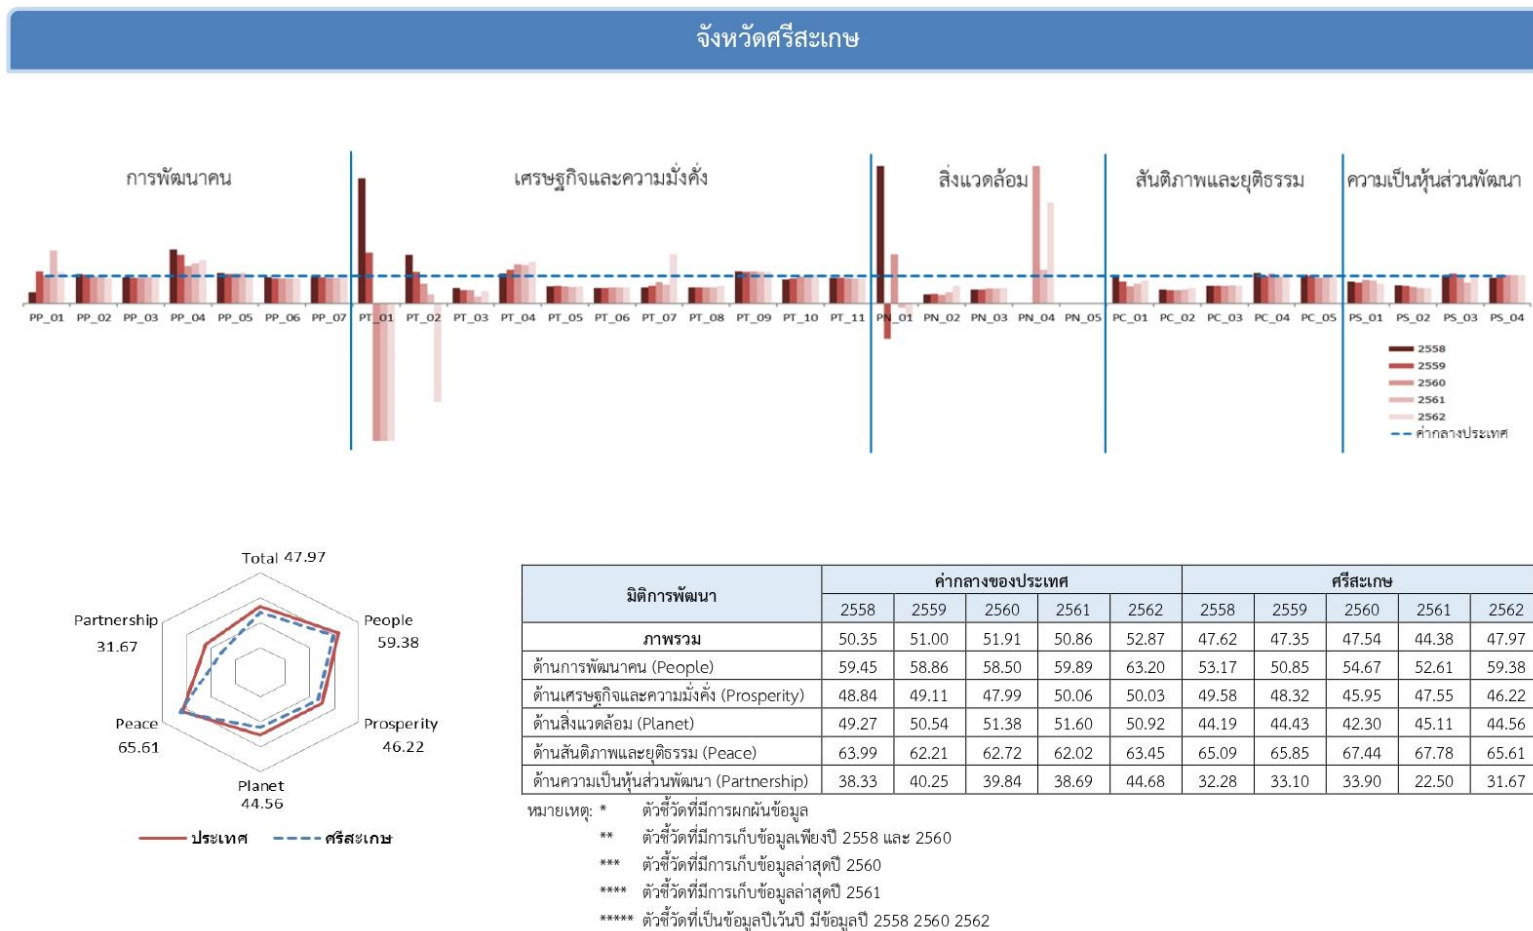 จังหวัดศรีสะเกษ
การพัฒนาคน เศรษฐกิจและความมั่งคั่ง สิ่งแวดล้อม สันติภาพและยุติธรรม ความเป็นหุ้นส่วนพัฒนา
PP_01 PP_02 PP_03 PP_04 PP_05 PP_06 PP_07 PT_01 PT_02 PT_03 PT_04 PT_05 PT_06 PT_07 PT_08 PT_09 PT_10 PT_11 PN_01 PN_02 PN_03 PN_04 PN_05 PC_01 PC_02 PC_03 PC_04 PC_05 PS_01 PS_02 PS_03 PS_04
2558
2559
2560
2561
2562
ค่ากลางประเทศ
Total 47.97
People
59.38
Prosperity
46.22
Planet
44.56
Peace
65.61
Partnership
31.67
ประเทศ ศรีสะเกษ
มิติการพัฒนา ค่ากลางของประเทศ ศรีสะเกษ
2558 2559 2560 2561 2562 2558 2559 2560 2561 2562
ภาพรวม 50.35 51.00 51.91 50.86 52.87 47.62 47.35 47.54 44.38 47.97
ด้านการพัฒนาคน (People) 59.45 58.86 58.50 59.89 63.20 53.17 50.85 54.67 52.61 59.38
ด้านเศรษฐกิจและความมั่งคั่ง (Prosperity) 48.84 49.11 47.99 50.06 50.03 49.58 48.32 45.95 47.55 46.22
ด้านสิ่งแวดล้อม (Planet) 49.27 50.54 51.38 51.60 50.92 44.19 44.43 42.30 45.11 44.56
ด้านสันติภาพและยุติธรรม (Peace) 63.99 62.21 62.72 62.02 63.45 65.09 65.85 67.44 67.78 65.61
ด้านความเป็นหุ้นส่วนพัฒนา (Partnership) 38.33 40.25 39.84 38.69 44.68 32.28 33.10 33.90 22.50 31.67
หมายเหตุ: * ตัวชี้วัดที่มีการผกผันข้อมูล
** ตัวชี้วัดที่มีการเก็บข้อมูลเพียงปี 2558 และ 2560
*** ตัวชี้วัดที่มีการเก็บข้อมูลล่าสุดปี 2560
**** ตัวชี้วัดที่มีการเก็บข้อมูลล่าสุดปี 2561
***** ตัวชี้วัดที่เป็นข้อมูลปีเว้นปี มีข้อมูลปี 2558 2560 2562